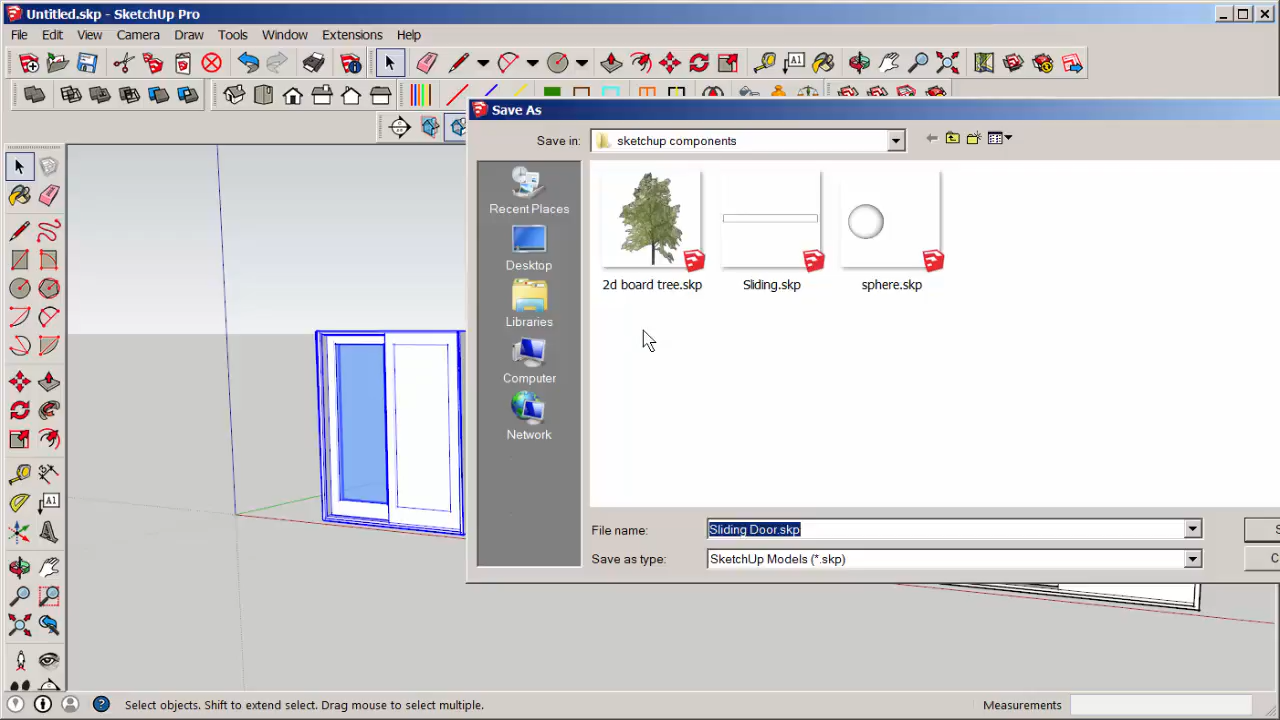 Untitled.skp - SketchUp Pro
File Edit View Camera Draw Tools Window Extensions Help
A1
Save As
Save in: sketchup components
Recent Places
Desktop
Libraries
Computer
Network
2d board tree.skp
Sliding.skp
sphere.skp
A1
File name: Sliding Door.skp
Save as type: SketchUp Models (*.skp)
Select objects. Shift to extend select. Drag mouse to select multiple.
Measurements